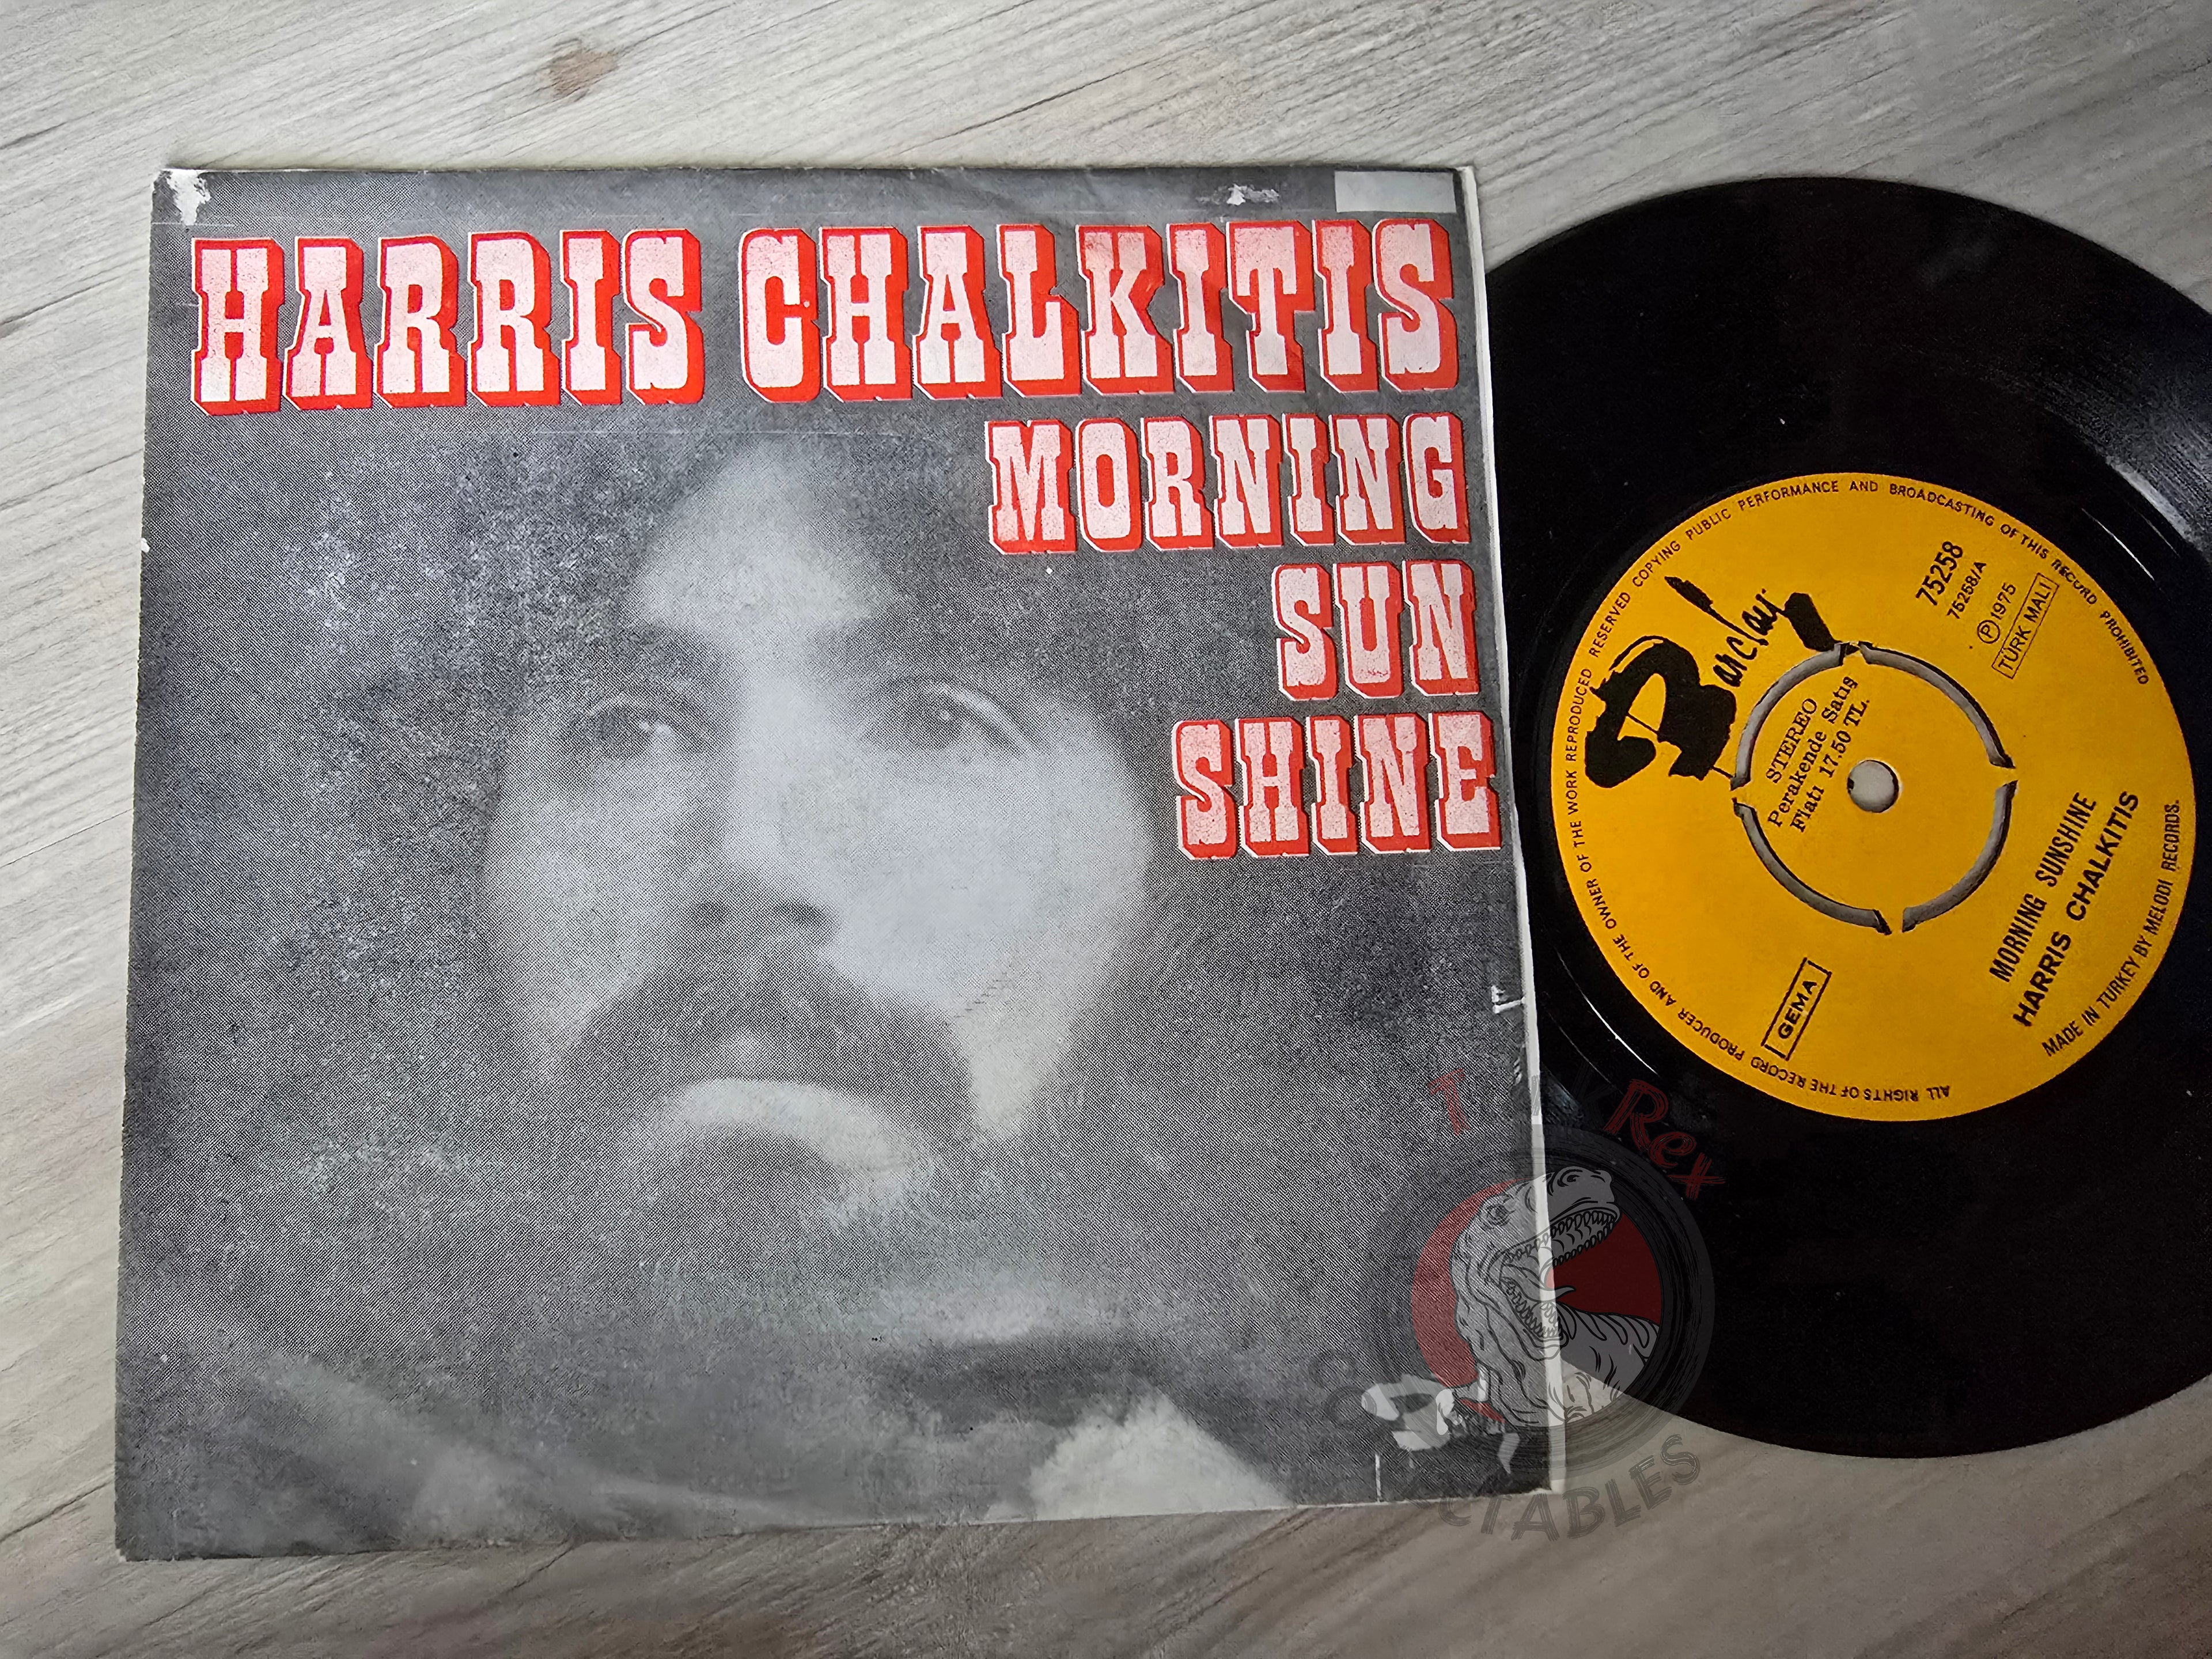 HARRIS CHALKITIS
MORNING
SUN
SHINE
Barclay
75258
75258/A
Ⓟ 1975
TÜRK MALI
STEREO
Perakende Satış
Fiatı 17.50 TL.
GEMA
MORNING SUNSHINE
HARRIS CHALKITIS
MADE IN TURKEY BY MELODI RECORDS.
ALL RIGHTS OF THE RECORD PRODUCER AND OF THE OWNER OF THE WORK REPRODUCED RESERVED COPYING PUBLIC PERFORMANCE AND BROADCASTING OF THIS RECORD PROHIBITED
T Rex